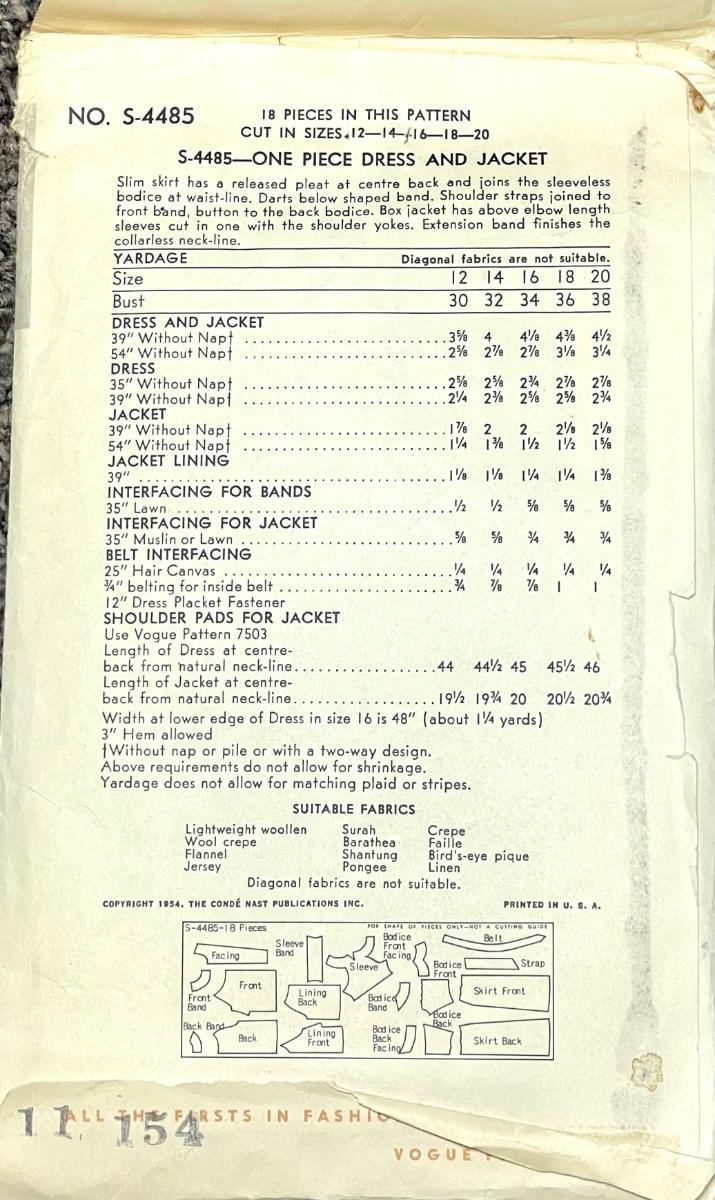 NO. S-4485
18 PIECES IN THIS PATTERN
CUT IN SIZES 12—14—16—18—20
S-4485—ONE PIECE DRESS AND JACKET
Slim skirt has a released pleat at centre back and joins the sleeveless
bodice at waist-line. Darts below shaped band. Shoulder straps joined to
front band, button to the back bodice. Box jacket has above elbow length
sleeves cut in one with the shoulder yokes. Extension band finishes the
collarless neck-line.
YARDAGE Diagonal fabrics are not suitable.
Size 12 14 16 18 20
Bust 30 32 34 36 38
DRESS AND JACKET
39" Without Nap† 3⅝ 4 4⅛ 4⅜ 4½
54" Without Nap† 2⅝ 2⅞ 2⅞ 3⅛ 3¼
DRESS
35" Without Nap† 2⅝ 2⅝ 2¾ 2⅞ 2⅞
39" Without Nap† 2¼ 2⅜ 2⅝ 2⅝ 2¾
JACKET
39" Without Nap† 1⅞ 2 2 2⅛ 2⅛
54" Without Nap† 1¼ 1⅜ 1½ 1½ 1⅝
JACKET LINING
39" 1⅛ 1⅛ 1¼ 1¼ 1⅜
INTERFACING FOR BANDS
35" Lawn ½ ½ ⅝ ⅝ ⅝
INTERFACING FOR JACKET
35" Muslin or Lawn ⅝ ⅝ ¾ ¾ ¾
BELT INTERFACING
25" Hair Canvas ¼ ¼ ¼ ¼ ¼
¾" belting for inside belt ¾ ⅞ ⅞ 1 1
12" Dress Placket Fastener
SHOULDER PADS FOR JACKET
Use Vogue Pattern 7503
Length of Dress at centre-
back from natural neck-line 44 44½ 45 45½ 46
Length of Jacket at centre-
back from natural neck-line 19½ 19¾ 20 20½ 20¾
Width at lower edge of Dress in size 16 is 48" (about 1¼ yards)
3" Hem allowed
†Without nap or pile or with a two-way design.
Above requirements do not allow for shrinkage.
Yardage does not allow for matching plaid or stripes.
SUITABLE FABRICS
Lightweight woollen Surah Crepe
Wool crepe Barathea Faille
Flannel Shantung Bird's-eye pique
Jersey Pongee Linen
Diagonal fabrics are not suitable.
COPYRIGHT 1954, THE CONDÉ NAST PUBLICATIONS INC. PRINTED IN U. S. A.
S-4485-18 Pieces FOR SHAPE OF PIECES ONLY—NOT A CUTTING GUIDE
Facing
Sleeve Band
Sleeve
Bodice Front Facing
Bodice Front
Belt
Strap
Front Band
Front
Lining Back
Bodice Band
Bodice Back
Skirt Front
Back Band
Back
Lining Front
Bodice Back Facing
Skirt Back
ALL THE FIRSTS IN FASHIO
11 154
VOGUE